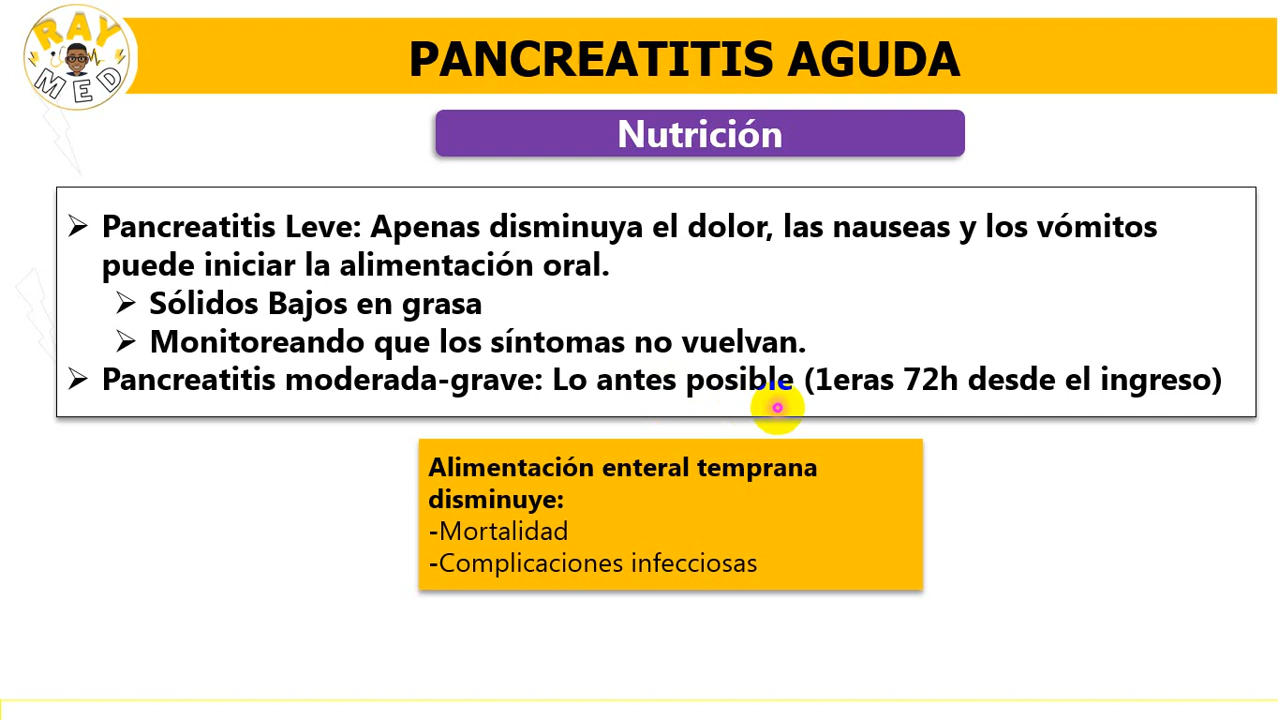 RAY
MED
PANCREATITIS AGUDA
Nutrición
Pancreatitis Leve: Apenas disminuya el dolor, las nauseas y los vómitos
puede iniciar la alimentación oral.
Sólidos Bajos en grasa
Monitoreando que los síntomas no vuelvan.
Pancreatitis moderada-grave: Lo antes posible (1eras 72h desde el ingreso)
Alimentación enteral temprana
disminuye:
-Mortalidad
-Complicaciones infecciosas